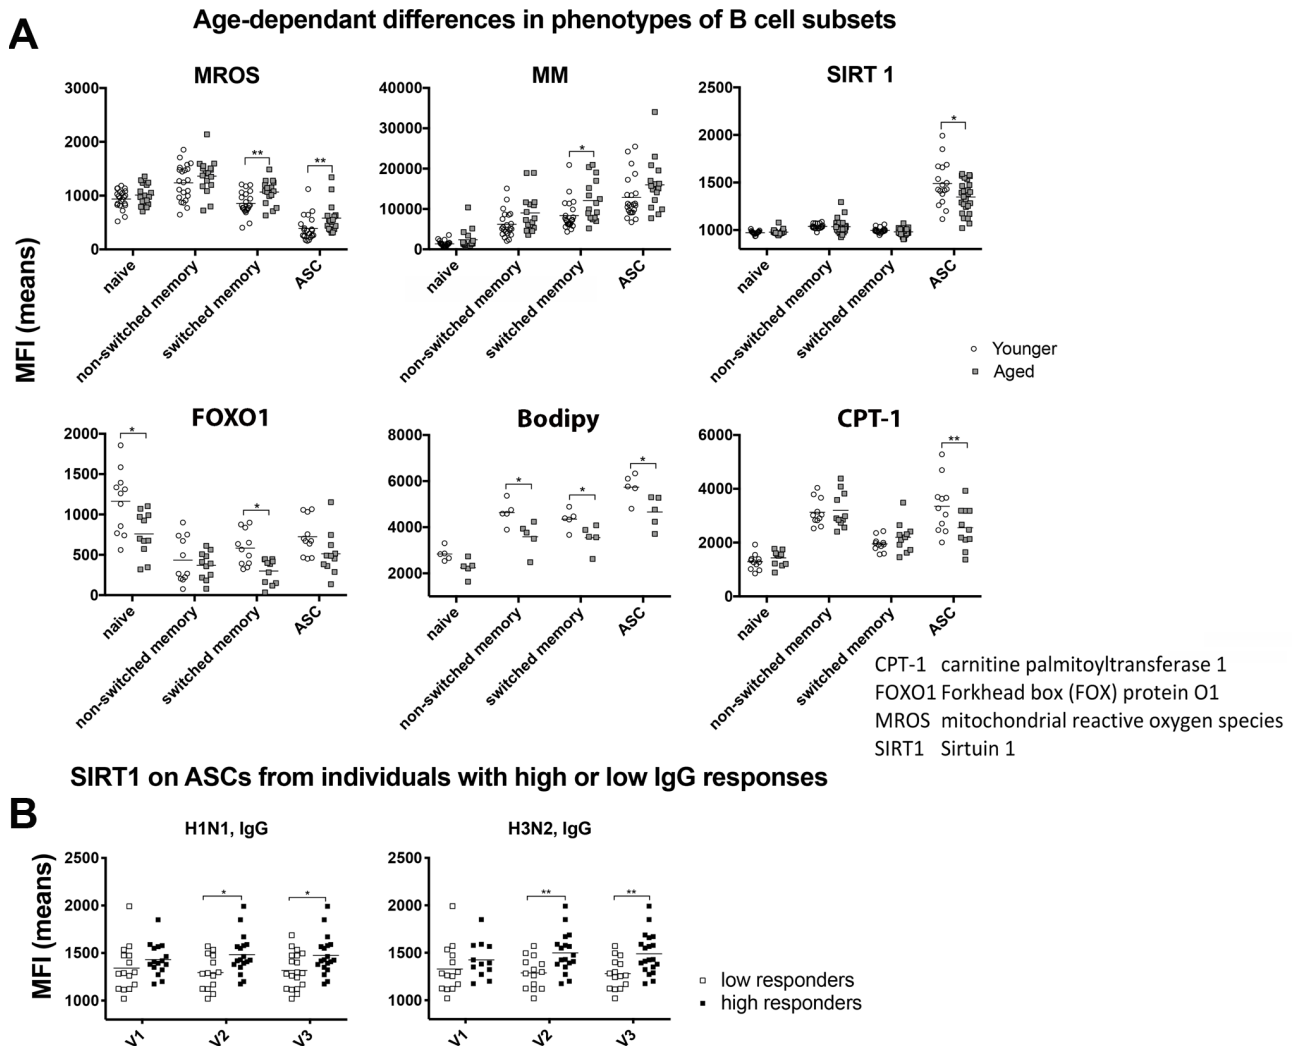 Age-dependant differences in phenotypes of B cell subsets
A
MROS
MM
SIRT 1
3000
2000
1000
0
40000
30000
20000
10000
0
2500
2000
1500
1000
** **
*
*
naive
non-switched memory
switched memory
ASC
naive
non-switched memory
switched memory
ASC
naive
non-switched memory
switched memory
ASC
MFI (means)
Younger
Aged
FOXO1
Bodipy
CPT-1
2000
1500
1000
500
0
8000
6000
4000
2000
6000
4000
2000
0
* *
* * *
**
naive
non-switched memory
switched memory
ASC
naive
non-switched memory
switched memory
ASC
naive
non-switched memory
switched memory
ASC
CPT-1 carnitine palmitoyltransferase 1
FOXO1 Forkhead box (FOX) protein O1
MROS mitochondrial reactive oxygen species
SIRT1 Sirtuin 1
SIRT1 on ASCs from individuals with high or low IgG responses
B
H1N1, IgG
H3N2, IgG
MFI (means)
2500
2000
1500
1000
2500
2000
1500
1000
* *
** **
V1
V2
V3
V1
V2
V3
low responders
high responders